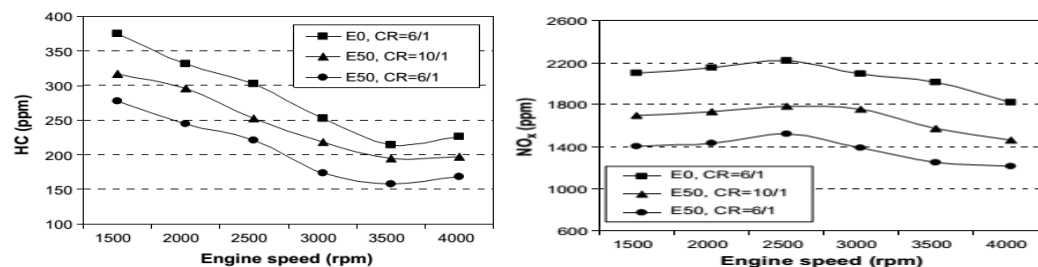 400
350
300
250
200
150
100
HC (ppm)
E0, CR=6/1
E50, CR=10/1
E50, CR=6/1
1500 2000 2500 3000 3500 4000
Engine speed (rpm)
2600
2200
1800
1400
1000
600
NOx (ppm)
E0, CR=6/1
E50, CR=10/1
E50, CR=6/1
1500 2000 2500 3000 3500 4000
Engine speed (rpm)